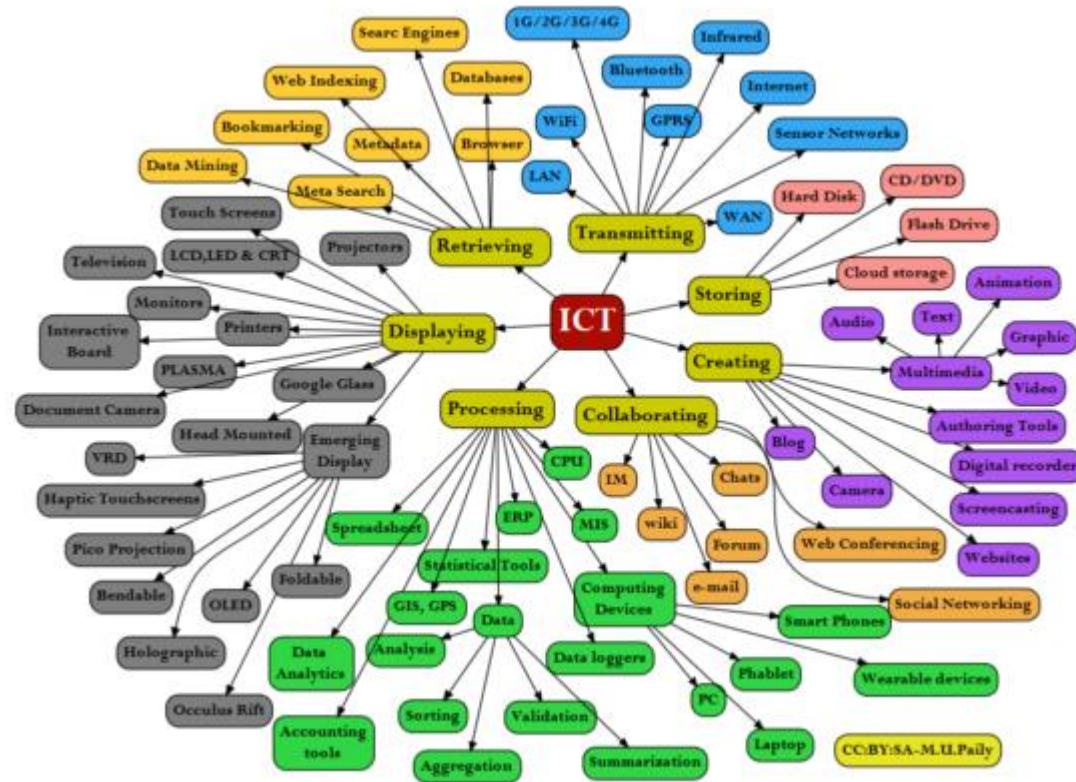 1G/2G/3G/4G
Searc Engines
Infrared
Web Indexing
Databases
Bluetooth
Internet
Bookmarking
Metadata
Browser
WiFi
GPRS
Sensor Networks
Data Mining
Meta Search
LAN
WAN
Hard Disk
CD/DVD
Touch Screens
Projectors
Retrieving
Transmitting
Flash Drive
Television
LCD,LED & CRT
Storing
Cloud storage
Animation
Monitors
Printers
Displaying
ICT
Audio
Text
Interactive
Board
Creating
Graphic
PLASMA
Google Glass
Multimedia
Video
Document Camera
Processing
Collaborating
Authoring Tools
Head Mounted
Emerging
Display
Blog
VRD
CPU
IM
Chats
Digital recorder
Haptic Touchscreens
Camera
Screencasting
Spreadsheet
ERP
MIS
wiki
Forum
Web Conferencing
Websites
Pico Projection
Statistical Tools
e-mail
Foldable
Computing
Devices
Bendable
OLED
GIS, GPS
Social Networking
Data
Smart Phones
Holographic
Data
Analytics
Analysis
Data loggers
Phablet
Wearable devices
Occulus Rift
Sorting
Validation
PC
Accounting
tools
Aggregation
Summarization
Laptop
CC:BY:SA-M.U.Paily